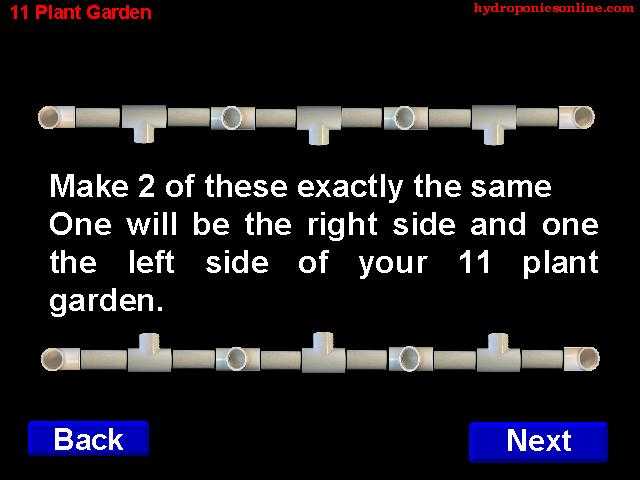 11 Plant Garden
hydroponicsonline.com
Make 2 of these exactly the same
One will be the right side and one
the left side of your 11 plant
garden.
Back
Next